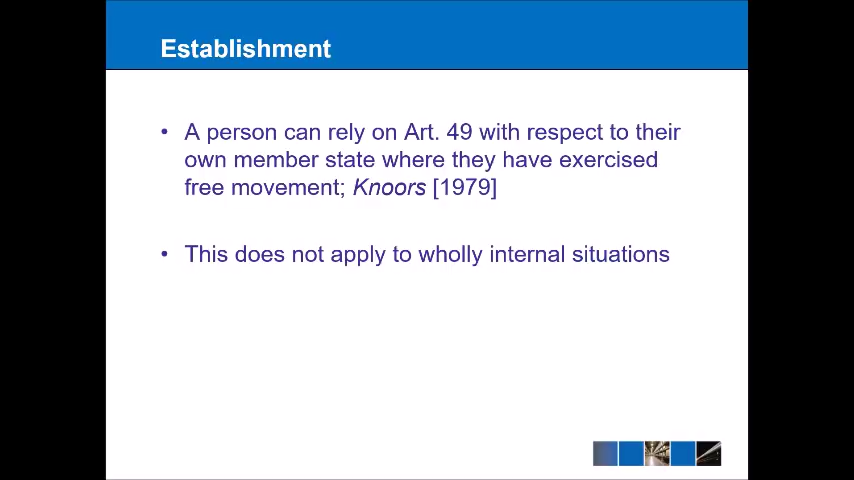 Establishment
• A person can rely on Art. 49 with respect to their
own member state where they have exercised
free movement; Knoors [1979]
• This does not apply to wholly internal situations